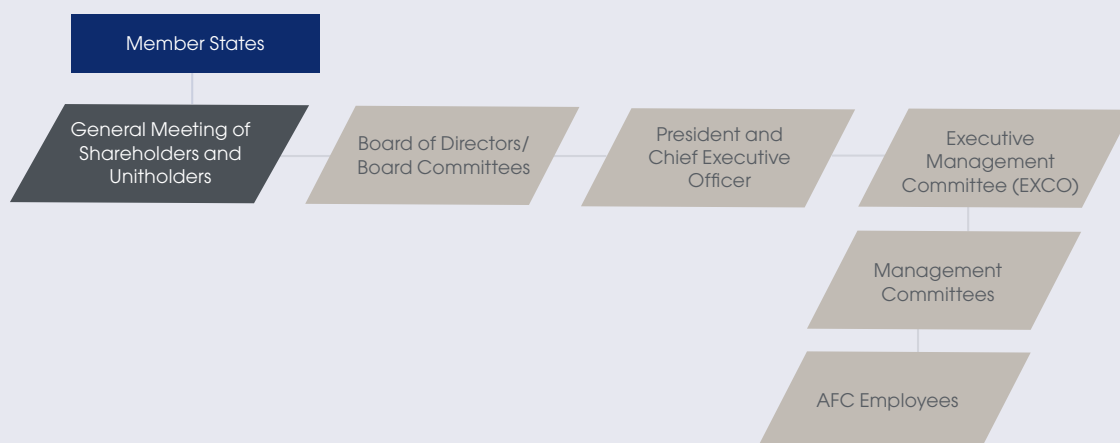 Member States
General Meeting of
Shareholders and
Unitholders
Board of Directors/
Board Committees
President and
Chief Executive
Officer
Executive
Management
Committee (EXCO)
Management
Committees
AFC Employees